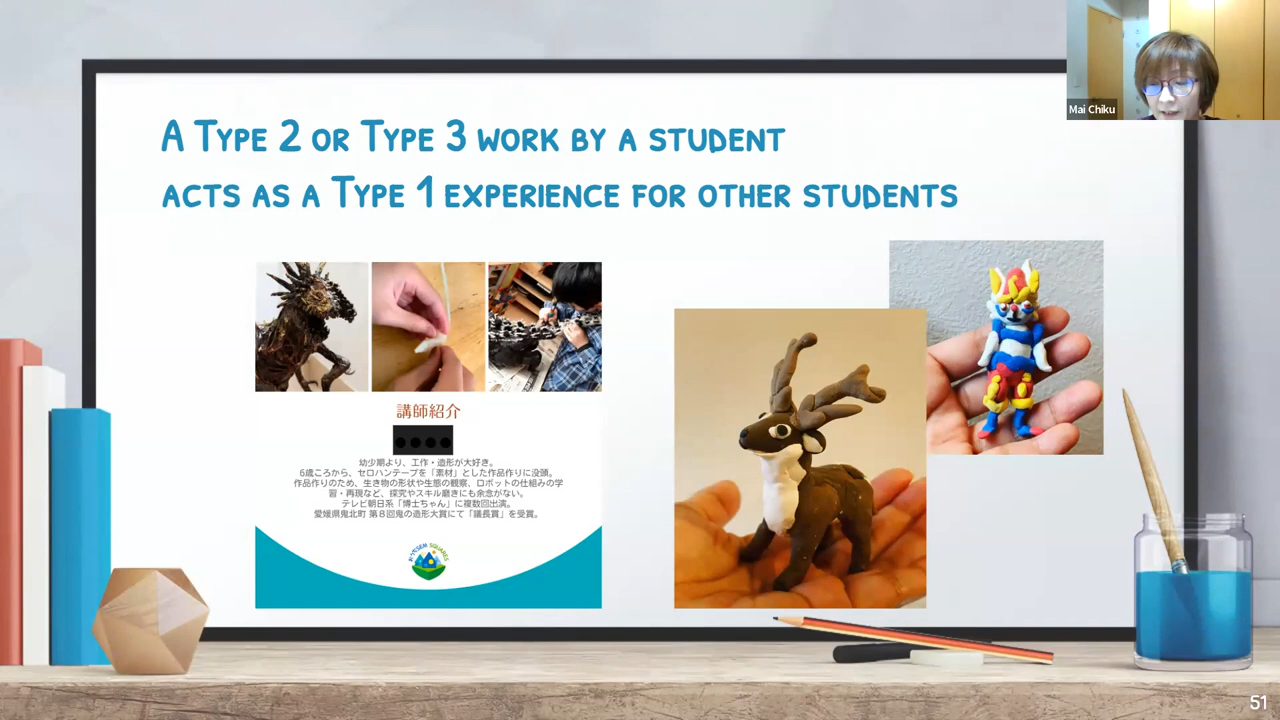 A Type 2 or Type 3 work by a student
acts as a Type 1 experience for other students
Mai Chiku
講師紹介
幼少期より、工作・造形が大好き。
6歳ころから、セロハンテープを「素材」とした作品作りに没頭。
作品作りのため、生き物の形状や生態の観察、ロボットの仕組みの学
習・再現など、探究やスキル磨きにも余念がない。
テレビ朝日系「博士ちゃん」に複数回出演。
愛媛県鬼北町 第８回鬼の造形大賞にて「議長賞」を受賞。
51